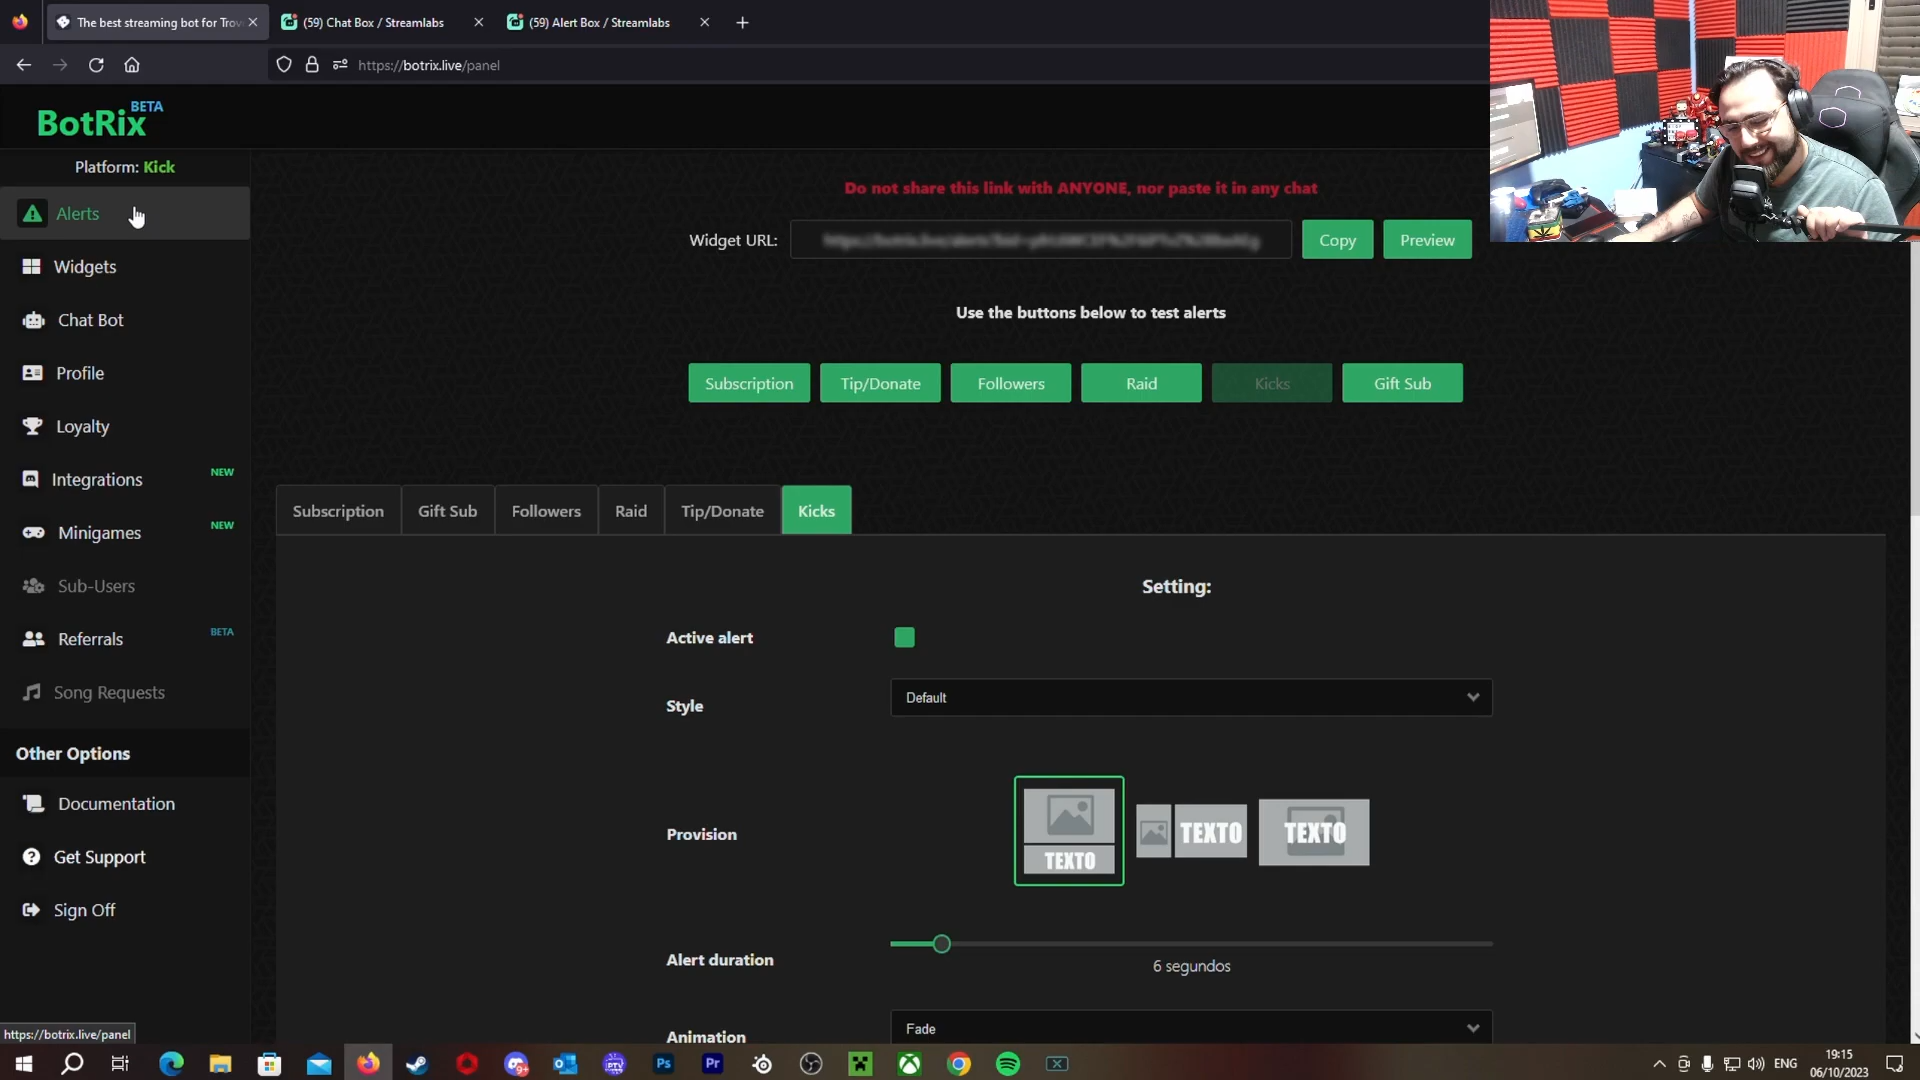 The best streaming bot for Trov
(59) Chat Box / Streamlabs
(59) Alert Box / Streamlabs
https://botrix.live/panel
BotRix BETA
Platform: Kick
Alerts
Widgets
Chat Bot
Profile
Loyalty
Integrations NEW
Minigames NEW
Sub-Users
Referrals BETA
Song Requests
Other Options
Documentation
Get Support
Sign Off
Do not share this link with ANYONE, nor paste it in any chat
Widget URL:
Copy
Preview
Use the buttons below to test alerts
Subscription
Tip/Donate
Followers
Raid
Kicks
Gift Sub
Subscription
Gift Sub
Followers
Raid
Tip/Donate
Kicks
Setting:
Active alert
Style
Default
Provision
TEXTO
TEXTO
TEXTO
Alert duration
6 segundos
Animation
Fade
https://botrix.live/panel
Ps
Pr
IPTV
9+
ENG
19:15
06/10/2023